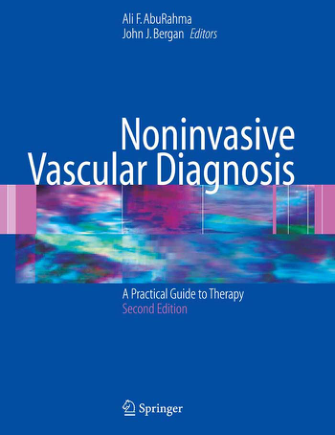 Ali F. AbuRahma
John J. Bergan Editors
Noninvasive
Vascular Diagnosis
A Practical Guide to Therapy
Second Edition
Springer